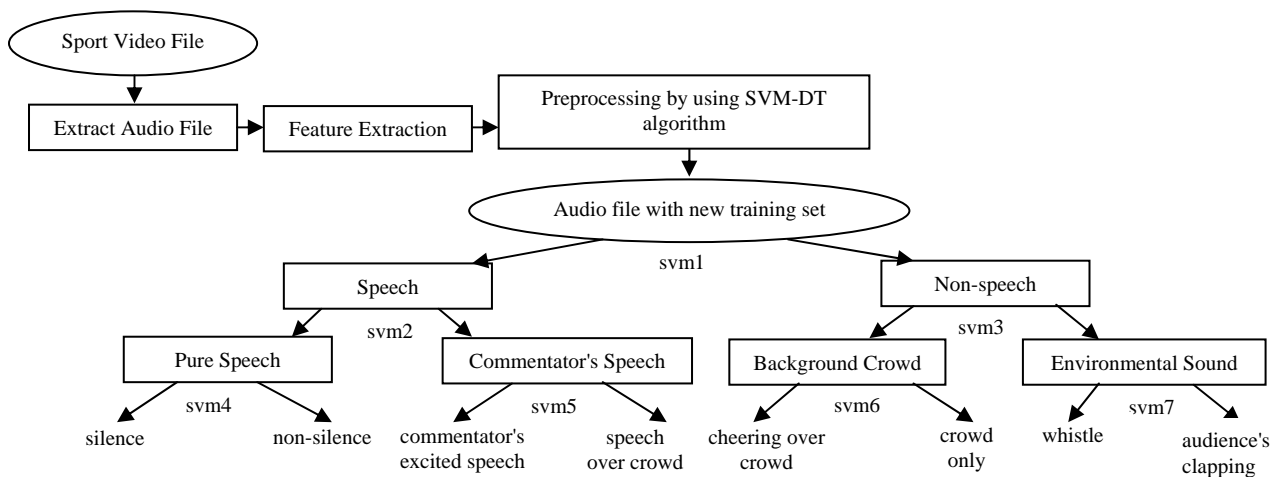 Sport Video File
Extract Audio File
Feature Extraction
Preprocessing by using SVM-DT
algorithm
Audio file with new training set
svm1
Speech
Non-speech
svm2
svm3
Pure Speech
Commentator's Speech
Background Crowd
Environmental Sound
svm4
svm5
svm6
svm7
silence
non-silence
commentator's
excited speech
speech
over crowd
cheering over
crowd
crowd
only
whistle
audience's
clapping